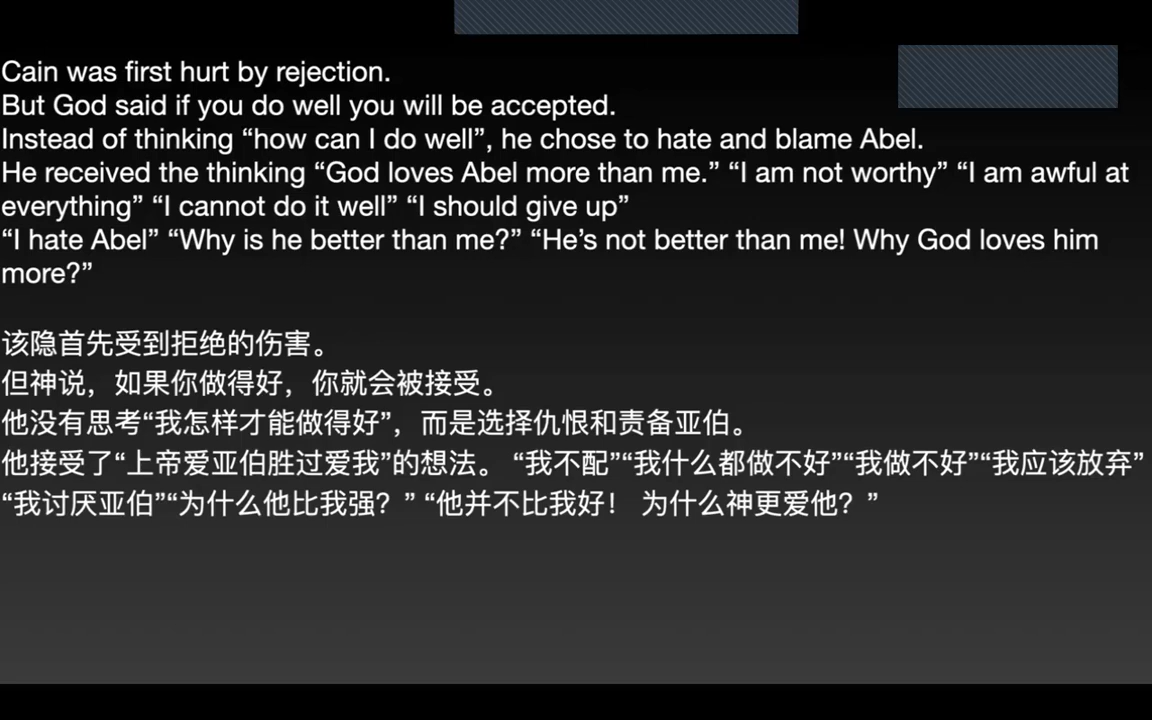 Cain was first hurt by rejection.
But God said if you do well you will be accepted.
Instead of thinking “how can I do well”, he chose to hate and blame Abel.
He received the thinking “God loves Abel more than me.” “I am not worthy” “I am awful at
everything” “I cannot do it well” “I should give up”
“I hate Abel” “Why is he better than me?” “He’s not better than me! Why God loves him
more?”
该隐首先受到拒绝的伤害。
但神说，如果你做得好，你就会被接受。
他没有思考“我怎样才能做得好”，而是选择仇恨和责备亚伯。
他接受了“上帝爱亚伯胜过爱我”的想法。 “我不配”“我什么都做不好”“我做不好”“我应该放弃”
“我讨厌亚伯”“为什么他比我强？” “他并不比我好！ 为什么神更爱他？”